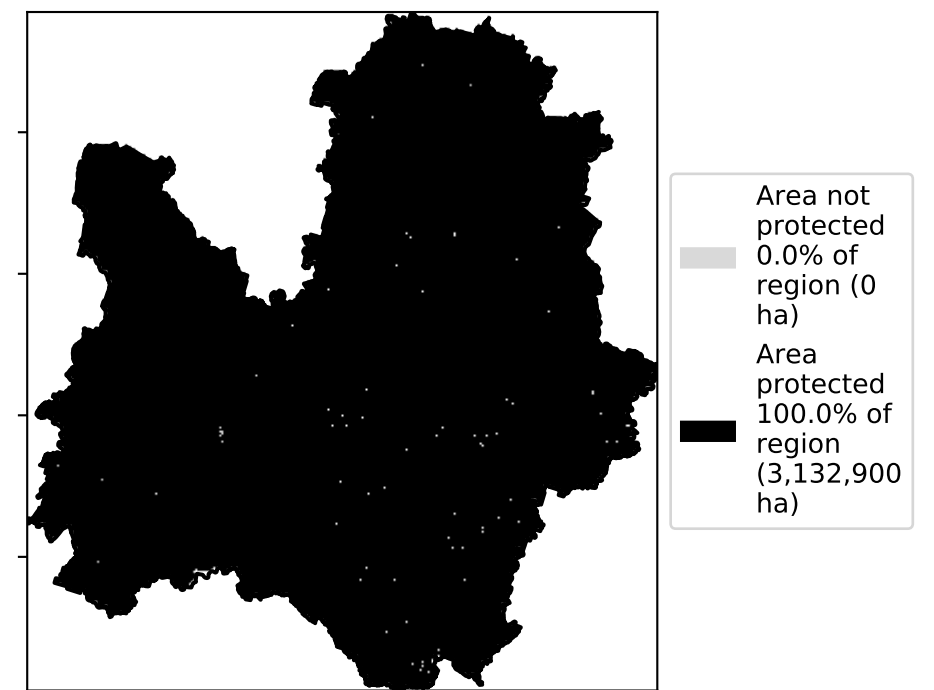 Area not
protected
0.0% of
region (0
ha)
Area
protected
100.0% of
region
(3,132,900
ha)